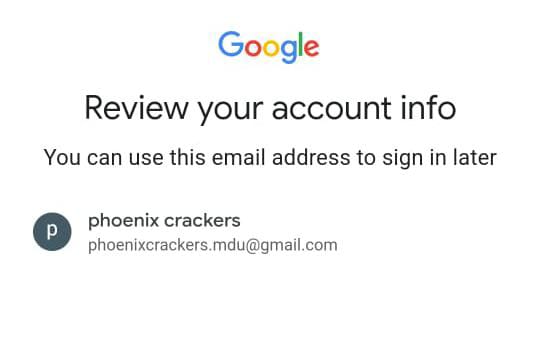 Google
Review your account info
You can use this email address to sign in later
p
phoenix crackers
phoenixcrackers.mdu@gmail.com